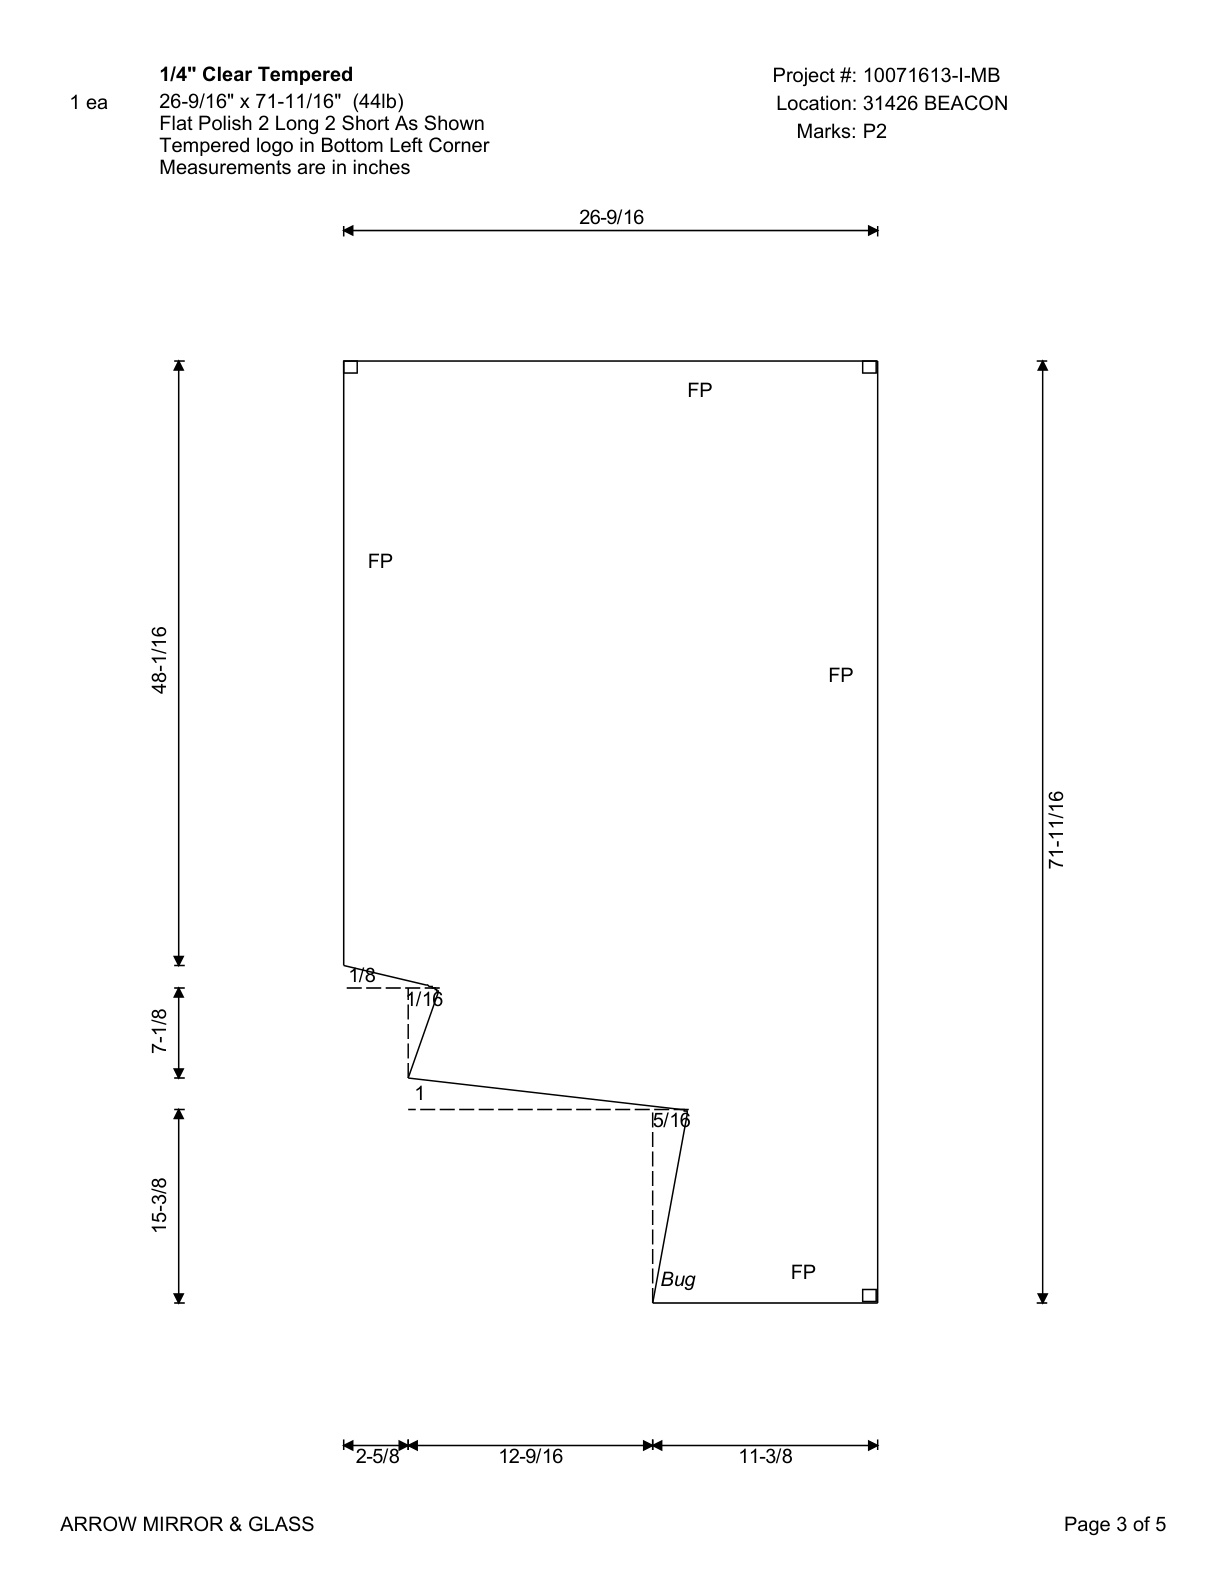 1/4" Clear Tempered
Project #: 10071613-I-MB
1 ea
26-9/16" x 71-11/16"  (44lb)
Location: 31426 BEACON
Flat Polish 2 Long 2 Short As Shown
Marks: P2
Tempered logo in Bottom Left Corner
Measurements are in inches
26-9/16
FP
FP
48-1/16
FP
71-11/16
1/8
1/16
7-1/8
1
5/16
15-3/8
FP
Bug
2-5/8
12-9/16
11-3/8
ARROW MIRROR & GLASS
Page 3 of 5